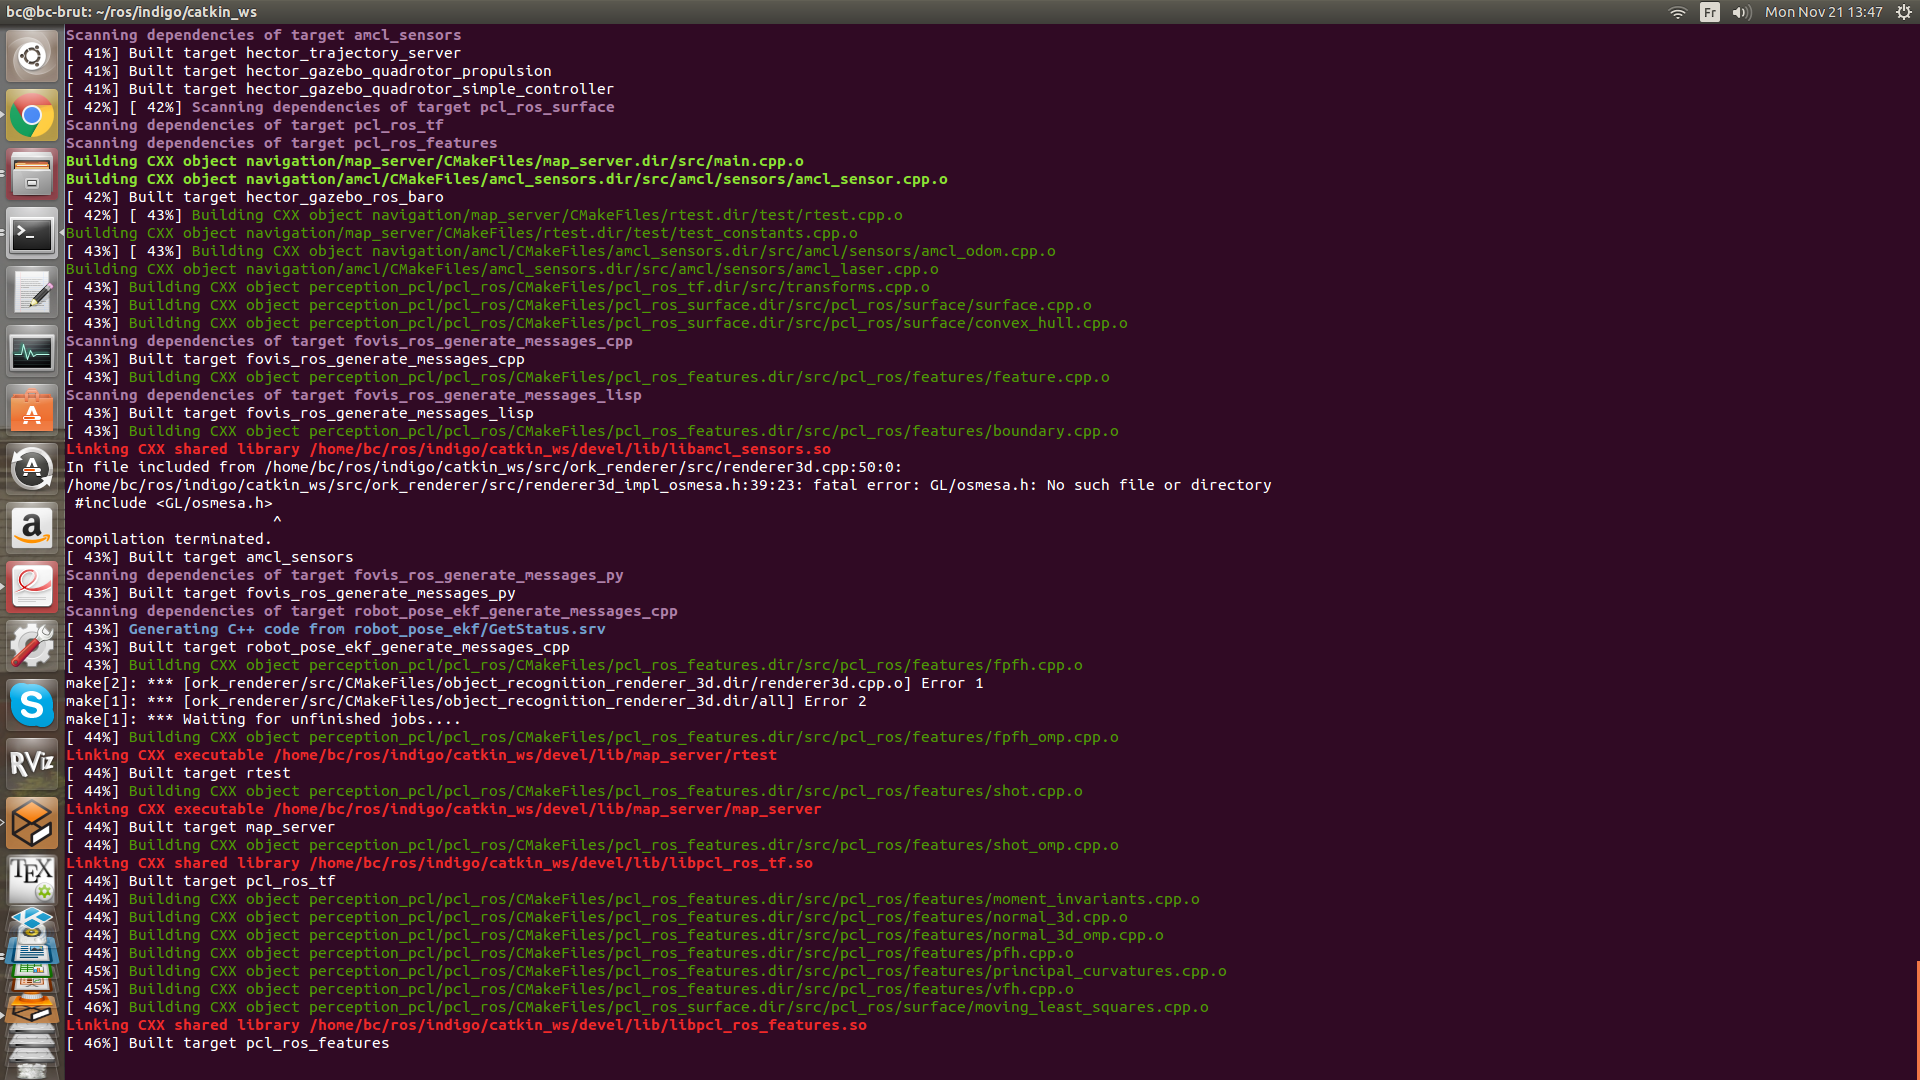 bc@bc-brut: ~/ros/indigo/catkin_ws
Fr
Mon Nov 21 13:47
Scanning dependencies of target amcl_sensors
[ 41%] Built target hector_trajectory_server
[ 41%] Built target hector_gazebo_quadrotor_propulsion
[ 41%] Built target hector_gazebo_quadrotor_simple_controller
[ 42%] [ 42%] Scanning dependencies of target pcl_ros_surface
Scanning dependencies of target pcl_ros_tf
Scanning dependencies of target pcl_ros_features
Building CXX object navigation/map_server/CMakeFiles/map_server.dir/src/main.cpp.o
Building CXX object navigation/amcl/CMakeFiles/amcl_sensors.dir/src/amcl/sensors/amcl_sensor.cpp.o
[ 42%] Built target hector_gazebo_ros_baro
[ 42%] [ 43%] Building CXX object navigation/map_server/CMakeFiles/rtest.dir/test/rtest.cpp.o
Building CXX object navigation/map_server/CMakeFiles/rtest.dir/test/test_constants.cpp.o
[ 43%] [ 43%] Building CXX object navigation/amcl/CMakeFiles/amcl_sensors.dir/src/amcl/sensors/amcl_odom.cpp.o
Building CXX object navigation/amcl/CMakeFiles/amcl_sensors.dir/src/amcl/sensors/amcl_laser.cpp.o
[ 43%] Building CXX object perception_pcl/pcl_ros/CMakeFiles/pcl_ros_tf.dir/src/transforms.cpp.o
[ 43%] Building CXX object perception_pcl/pcl_ros/CMakeFiles/pcl_ros_surface.dir/src/pcl_ros/surface/surface.cpp.o
[ 43%] Building CXX object perception_pcl/pcl_ros/CMakeFiles/pcl_ros_surface.dir/src/pcl_ros/surface/convex_hull.cpp.o
Scanning dependencies of target fovis_ros_generate_messages_cpp
[ 43%] Built target fovis_ros_generate_messages_cpp
[ 43%] Building CXX object perception_pcl/pcl_ros/CMakeFiles/pcl_ros_features.dir/src/pcl_ros/features/feature.cpp.o
Scanning dependencies of target fovis_ros_generate_messages_lisp
[ 43%] Built target fovis_ros_generate_messages_lisp
[ 43%] Building CXX object perception_pcl/pcl_ros/CMakeFiles/pcl_ros_features.dir/src/pcl_ros/features/boundary.cpp.o
Linking CXX shared library /home/bc/ros/indigo/catkin_ws/devel/lib/libamcl_sensors.so
In file included from /home/bc/ros/indigo/catkin_ws/src/ork_renderer/src/renderer3d.cpp:50:0:
/home/bc/ros/indigo/catkin_ws/src/ork_renderer/src/renderer3d_impl_osmesa.h:39:23: fatal error: GL/osmesa.h: No such file or directory
#include <GL/osmesa.h>
^
compilation terminated.
[ 43%] Built target amcl_sensors
Scanning dependencies of target fovis_ros_generate_messages_py
[ 43%] Built target fovis_ros_generate_messages_py
Scanning dependencies of target robot_pose_ekf_generate_messages_cpp
[ 43%] Generating C++ code from robot_pose_ekf/GetStatus.srv
[ 43%] Built target robot_pose_ekf_generate_messages_cpp
[ 43%] Building CXX object perception_pcl/pcl_ros/CMakeFiles/pcl_ros_features.dir/src/pcl_ros/features/fpfh.cpp.o
make[2]: *** [ork_renderer/src/CMakeFiles/object_recognition_renderer_3d.dir/renderer3d.cpp.o] Error 1
make[1]: *** [ork_renderer/src/CMakeFiles/object_recognition_renderer_3d.dir/all] Error 2
make[1]: *** Waiting for unfinished jobs....
[ 44%] Building CXX object perception_pcl/pcl_ros/CMakeFiles/pcl_ros_features.dir/src/pcl_ros/features/fpfh_omp.cpp.o
Linking CXX executable /home/bc/ros/indigo/catkin_ws/devel/lib/map_server/rtest
[ 44%] Built target rtest
[ 44%] Building CXX object perception_pcl/pcl_ros/CMakeFiles/pcl_ros_features.dir/src/pcl_ros/features/shot.cpp.o
Linking CXX executable /home/bc/ros/indigo/catkin_ws/devel/lib/map_server/map_server
[ 44%] Built target map_server
[ 44%] Building CXX object perception_pcl/pcl_ros/CMakeFiles/pcl_ros_features.dir/src/pcl_ros/features/shot_omp.cpp.o
Linking CXX shared library /home/bc/ros/indigo/catkin_ws/devel/lib/libpcl_ros_tf.so
[ 44%] Built target pcl_ros_tf
[ 44%] Building CXX object perception_pcl/pcl_ros/CMakeFiles/pcl_ros_features.dir/src/pcl_ros/features/moment_invariants.cpp.o
[ 44%] Building CXX object perception_pcl/pcl_ros/CMakeFiles/pcl_ros_features.dir/src/pcl_ros/features/normal_3d.cpp.o
[ 44%] Building CXX object perception_pcl/pcl_ros/CMakeFiles/pcl_ros_features.dir/src/pcl_ros/features/normal_3d_omp.cpp.o
[ 44%] Building CXX object perception_pcl/pcl_ros/CMakeFiles/pcl_ros_features.dir/src/pcl_ros/features/pfh.cpp.o
[ 45%] Building CXX object perception_pcl/pcl_ros/CMakeFiles/pcl_ros_features.dir/src/pcl_ros/features/principal_curvatures.cpp.o
[ 45%] Building CXX object perception_pcl/pcl_ros/CMakeFiles/pcl_ros_features.dir/src/pcl_ros/features/vfh.cpp.o
[ 46%] Building CXX object perception_pcl/pcl_ros/CMakeFiles/pcl_ros_surface.dir/src/pcl_ros/surface/moving_least_squares.cpp.o
Linking CXX shared library /home/bc/ros/indigo/catkin_ws/devel/lib/libpcl_ros_features.so
[ 46%] Built target pcl_ros_features
RViz
TEX